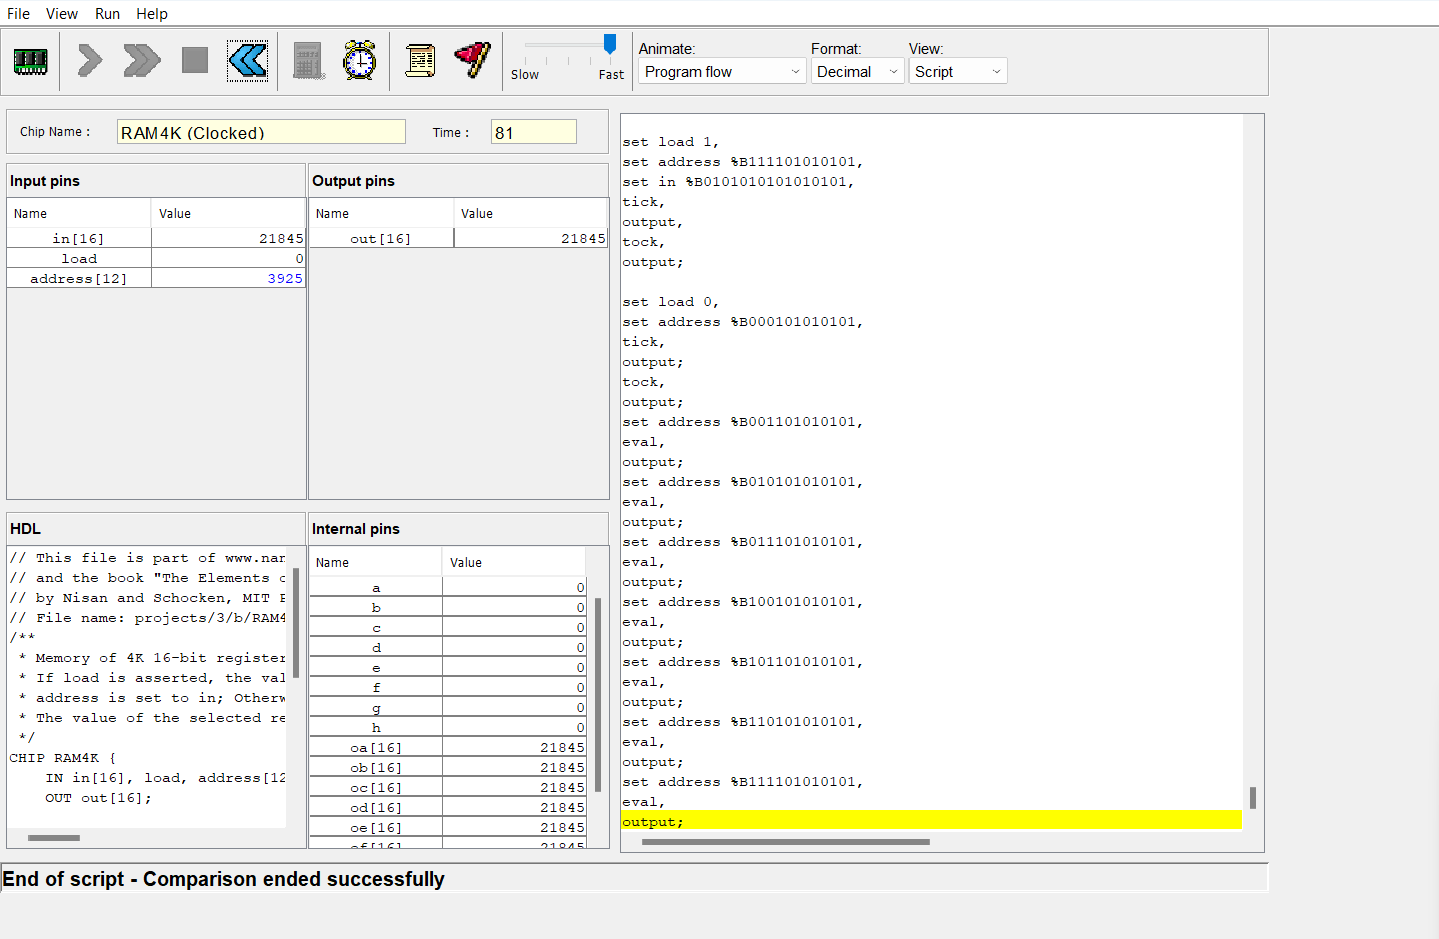 File View Run Help
Slow Fast
Animate: Format: View:
Program flow Decimal Script
Chip Name : RAM4K (Clocked) Time : 81
Input pins
Name Value
in[16] 21845
load 0
address[12] 3925
Output pins
Name Value
out[16] 21845
HDL
// This file is part of www.nan
// and the book "The Elements o
// by Nisan and Schocken, MIT P
// File name: projects/3/b/RAM4
/**
* Memory of 4K 16-bit register
* If load is asserted, the val
* address is set to in; Otherw
* The value of the selected re
*/
CHIP RAM4K {
IN in[16], load, address[12
OUT out[16];
Internal pins
Name Value
a 0
b 0
c 0
d 0
e 0
f 0
g 0
h 0
oa[16] 21845
ob[16] 21845
oc[16] 21845
od[16] 21845
oe[16] 21845
of[16] 21845
set load 1,
set address %B111101010101,
set in %B0101010101010101,
tick,
output,
tock,
output;
set load 0,
set address %B000101010101,
tick,
output;
tock,
output;
set address %B001101010101,
eval,
output;
set address %B010101010101,
eval,
output;
set address %B011101010101,
eval,
output;
set address %B100101010101,
eval,
output;
set address %B101101010101,
eval,
output;
set address %B110101010101,
eval,
output;
set address %B111101010101,
eval,
output;
End of script - Comparison ended successfully